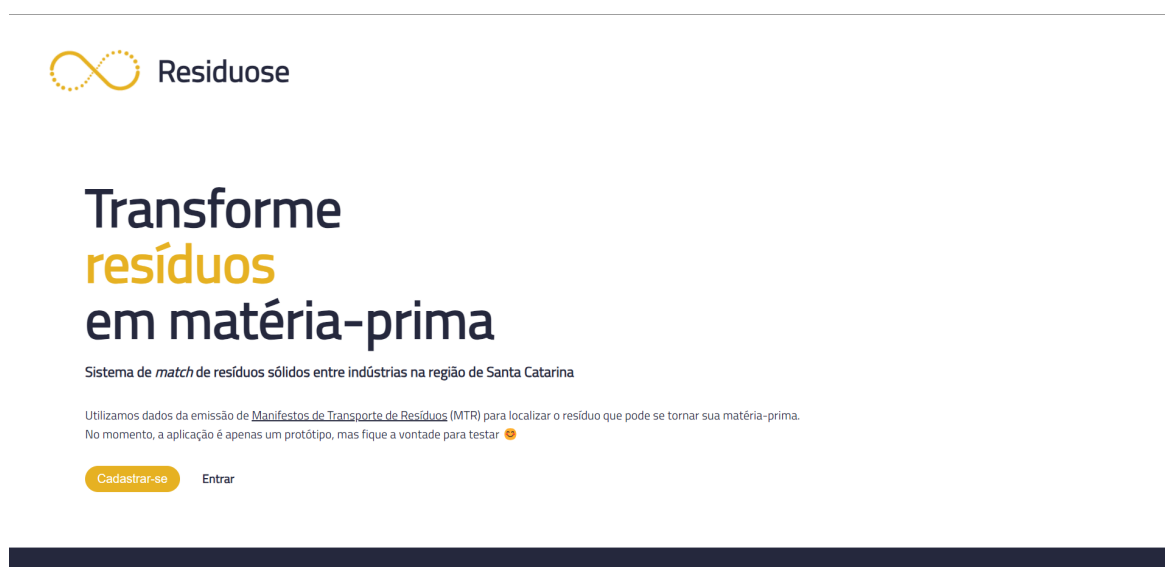 Residuose
Transforme
resíduos
em matéria-prima
Sistema de match de resíduos sólidos entre indústrias na região de Santa Catarina
Utilizamos dados da emissão de Manifestos de Transporte de Resíduos (MTR) para localizar o resíduo que pode se tornar sua matéria-prima.
No momento, a aplicação é apenas um protótipo, mas fique a vontade para testar 😊
Cadastrar-se Entrar